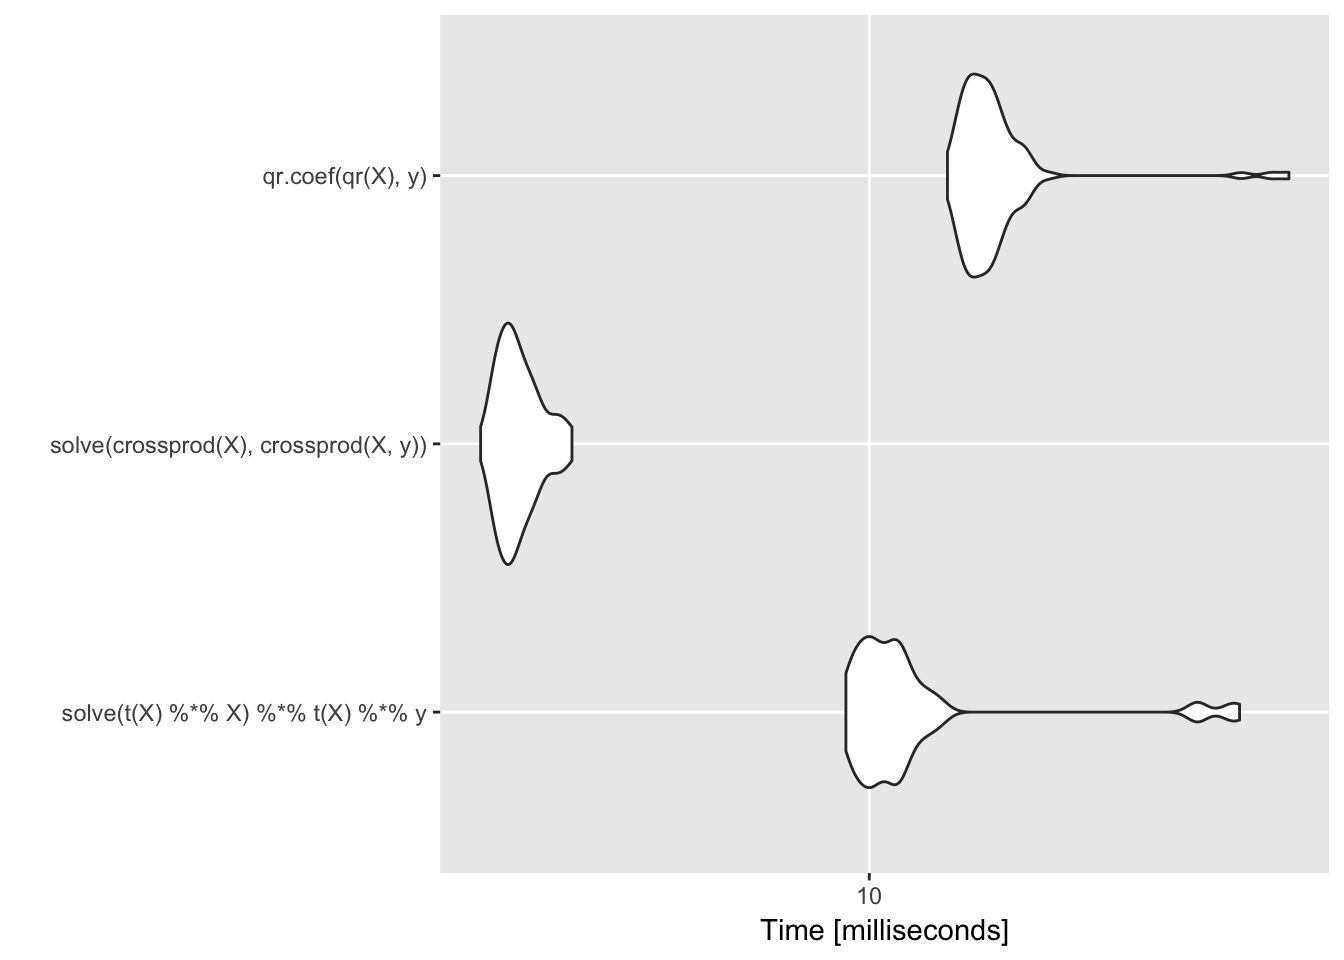 qr.coef(qr(X), y)
solve(crossprod(X), crossprod(X, y))
solve(t(X) %*% X) %*% t(X) %*% y
10
Time [milliseconds]